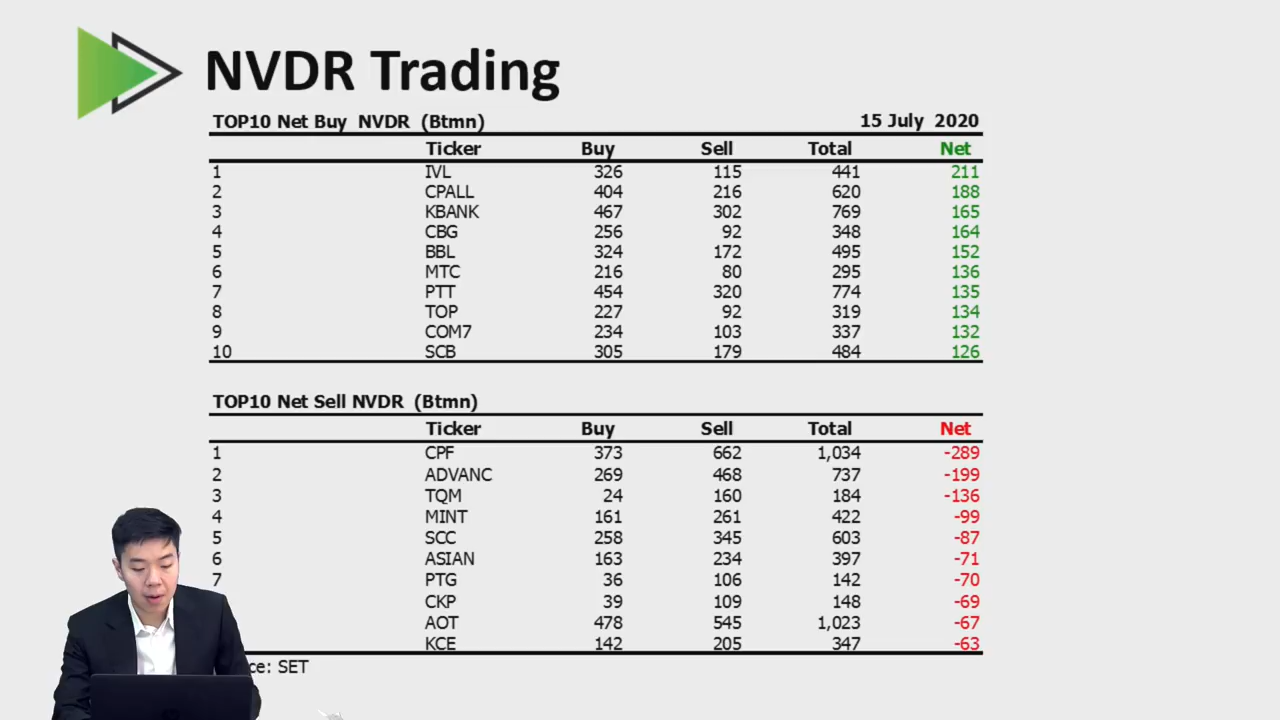 NVDR Trading
TOP10 Net Buy NVDR (Btmn) 15 July 2020
Ticker Buy Sell Total Net
1 IVL 326 115 441 211
2 CPALL 404 216 620 188
3 KBANK 467 302 769 165
4 CBG 256 92 348 164
5 BBL 324 172 495 152
6 MTC 216 80 295 136
7 PTT 454 320 774 135
8 TOP 227 92 319 134
9 COM7 234 103 337 132
10 SCB 305 179 484 126
TOP10 Net Sell NVDR (Btmn)
Ticker Buy Sell Total Net
1 CPF 373 662 1,034 -289
2 ADVANC 269 468 737 -199
3 TQM 24 160 184 -136
4 MINT 161 261 422 -99
5 SCC 258 345 603 -87
6 ASIAN 163 234 397 -71
7 PTG 36 106 142 -70
CKP 39 109 148 -69
AOT 478 545 1,023 -67
KCE 142 205 347 -63
ce: SET